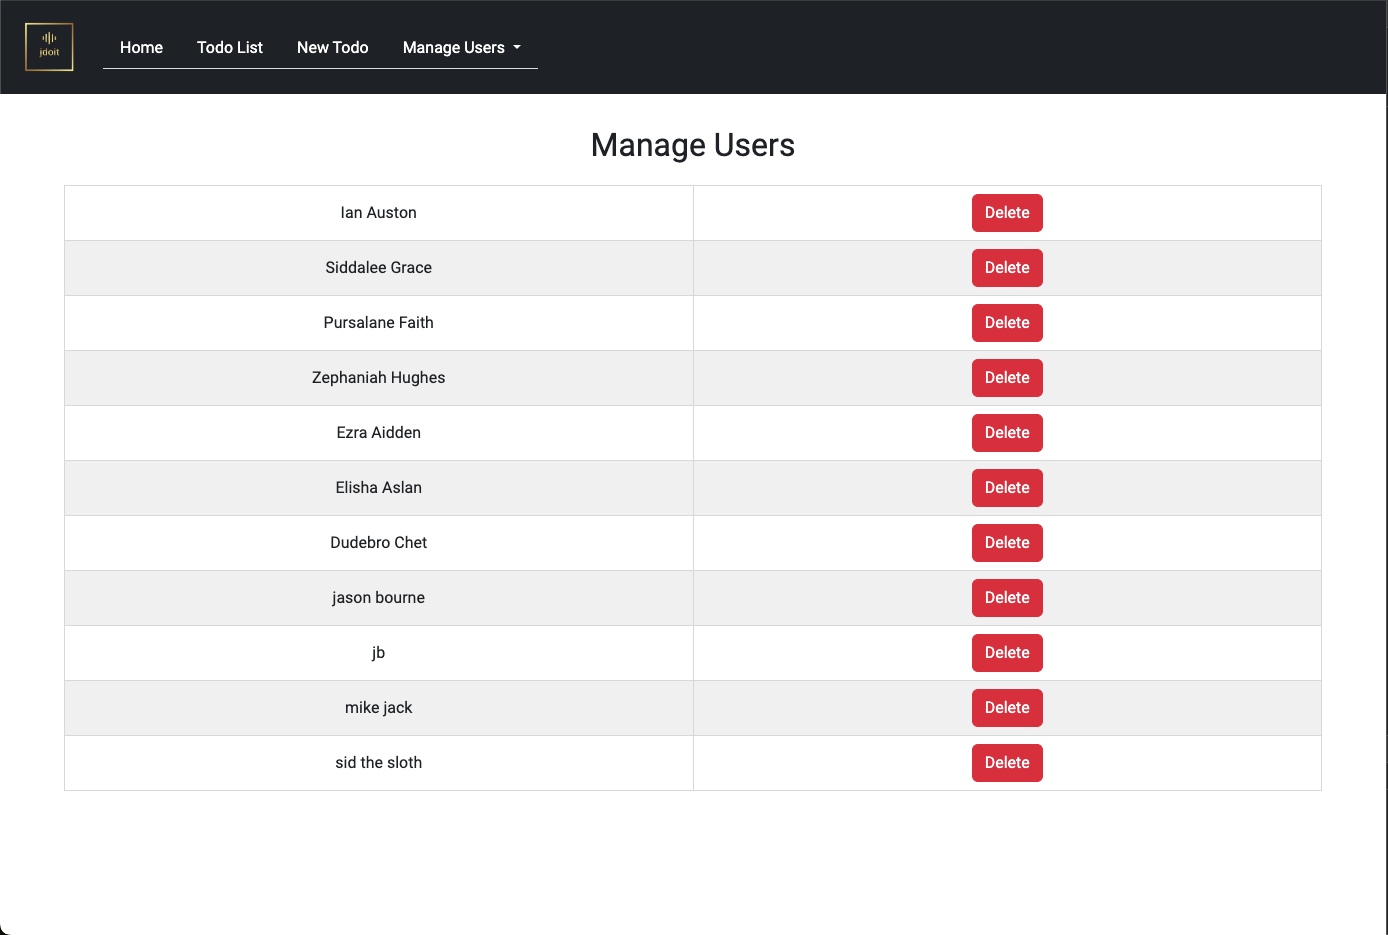 jdoit
Home Todo List New Todo Manage Users
Manage Users
Ian Auston Delete
Siddalee Grace Delete
Pursalane Faith Delete
Zephaniah Hughes Delete
Ezra Aidden Delete
Elisha Aslan Delete
Dudebro Chet Delete
jason bourne Delete
jb Delete
mike jack Delete
sid the sloth Delete